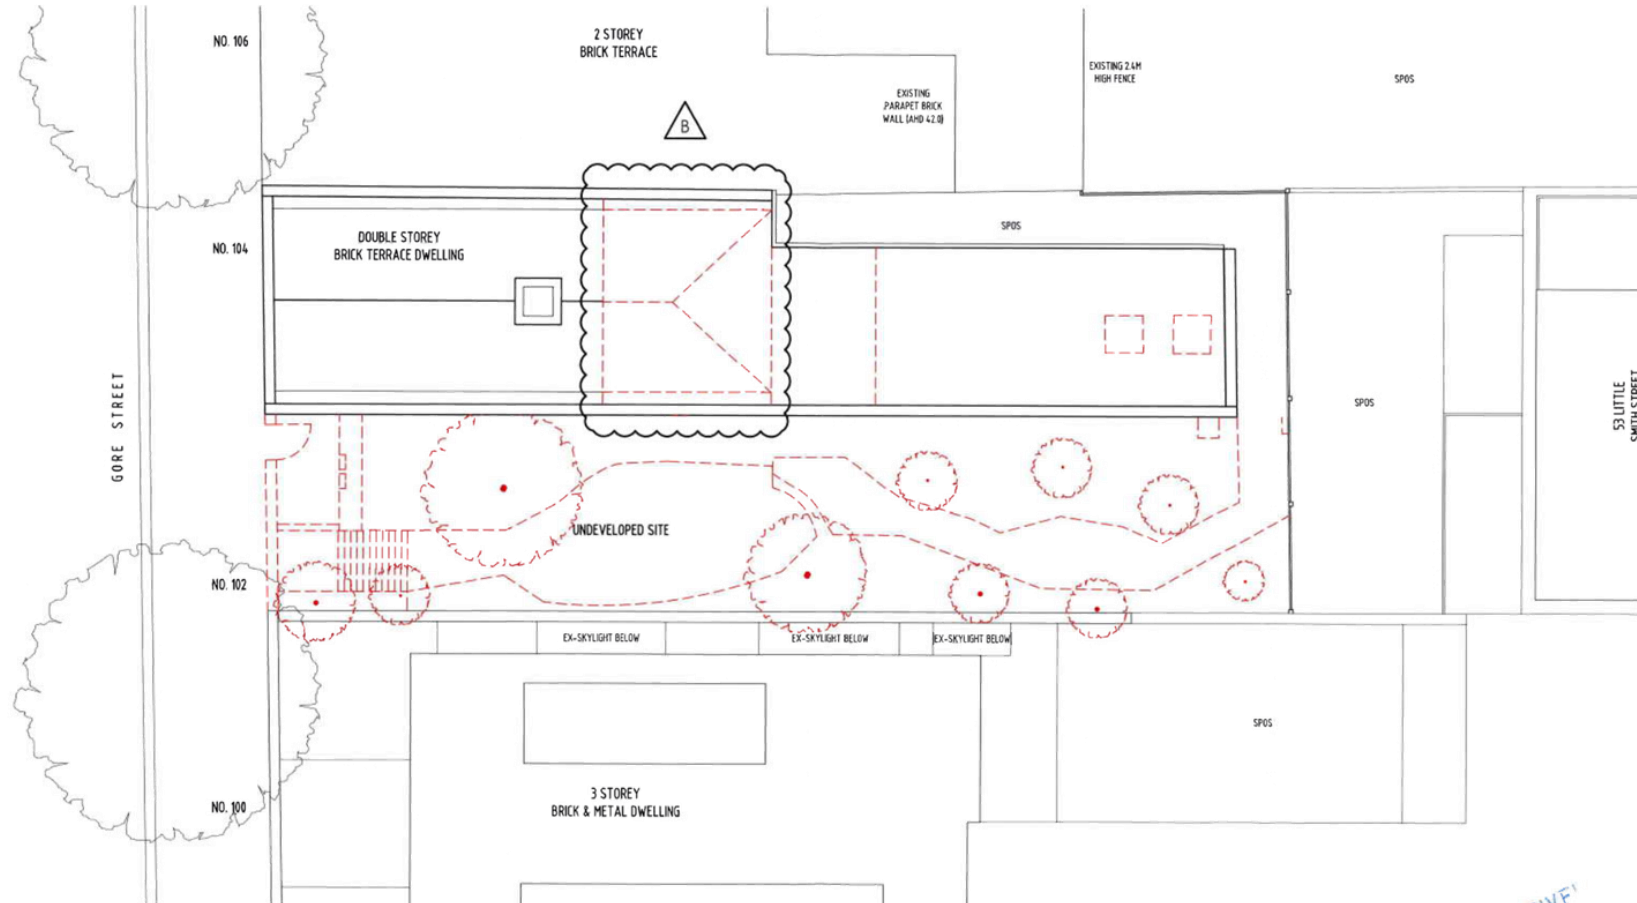 NO. 106
2 STOREY
BRICK TERRACE
EXISTING 2.4M
HIGH FENCE
SPOS
EXISTING
PARAPET BRICK
WALL (AHD 42.0)
B
NO. 104
DOUBLE STOREY
BRICK TERRACE DWELLING
SPOS
GORE STREET
SPOS
53 LITTLE
SMITH STREET
UNDEVELOPED SITE
NO. 102
EX-SKYLIGHT BELOW
EX-SKYLIGHT BELOW
EX-SKYLIGHT BELOW
SPOS
NO. 100
3 STOREY
BRICK & METAL DWELLING